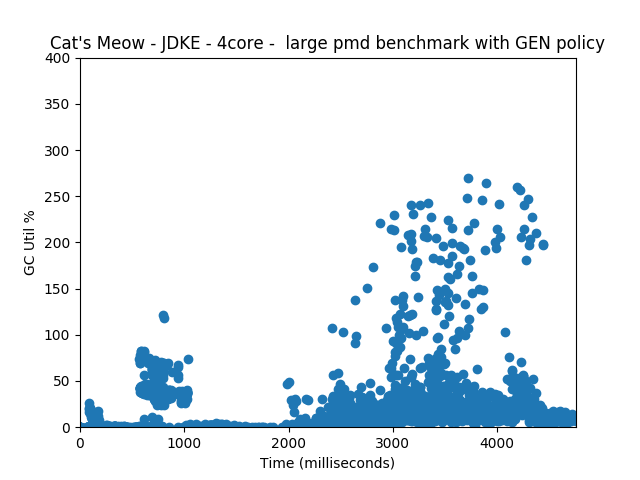 Cat's Meow - JDKE - 4core -  large pmd benchmark with GEN policy
400
350
300
250
200
150
100
50
0
GC Util %
0 1000 2000 3000 4000
Time (milliseconds)